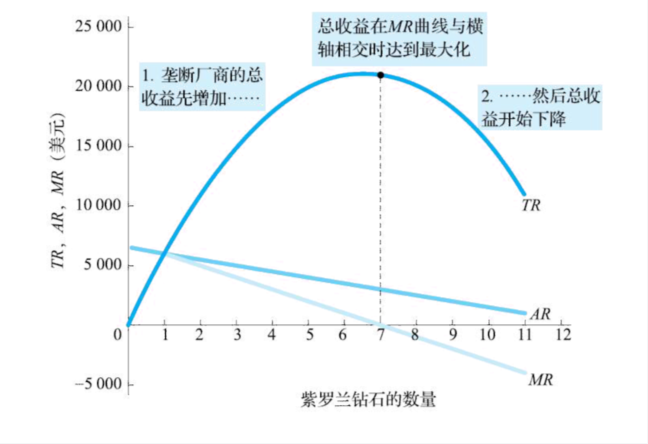 25 000
20 000
15 000
10 000
5 000
0
−5 000
TR，AR，MR（美元）
总收益在MR曲线与横
轴相交时达到最大化
1. 垄断厂商的总
收益先增加……
2. ……然后总收
益开始下降
TR
AR
MR
1 2 3 4 5 6 7 8 9 10 11 12
紫罗兰钻石的数量